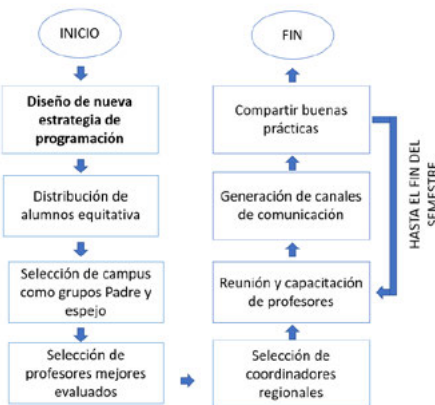 INICIO
Diseño de nueva
estrategia de
programación
Distribución de
alumnos equitativa
Selección de campus
como grupos Padre y
espejo
Selección de
profesores mejores
evaluados
Selección de
coordinadores
regionales
Reunión y capacitación
de profesores
Generación de canales
de comunicación
Compartir buenas
prácticas
FIN
HASTA EL FIN DEL
SEMESTRE